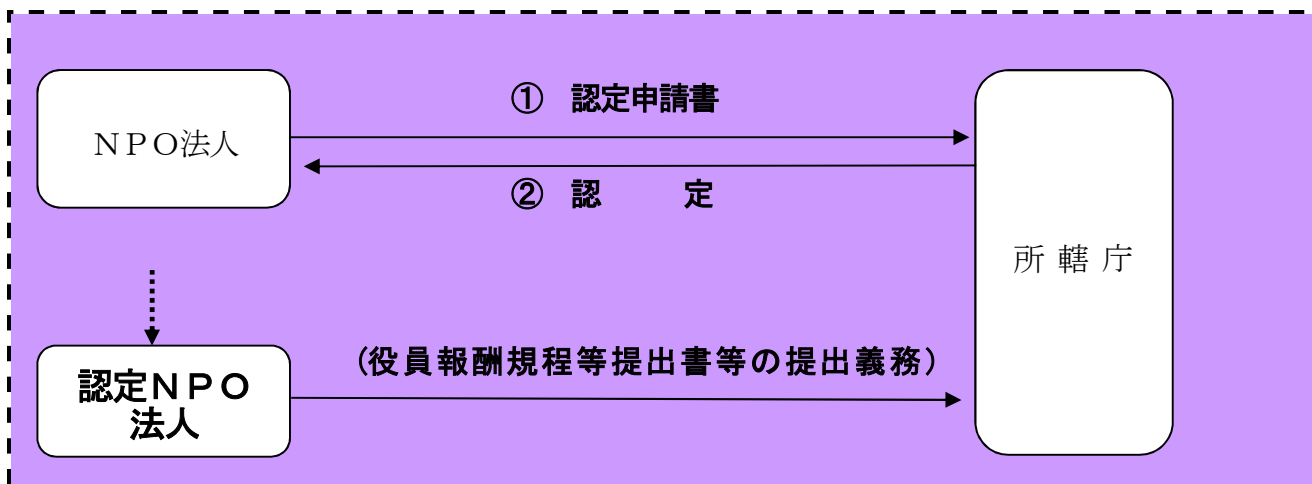 ① 認定申請書
ＮＰＯ法人
② 認 定
所轄庁
(役員報酬規程等提出書等の提出義務)
認定ＮＰＯ
法人